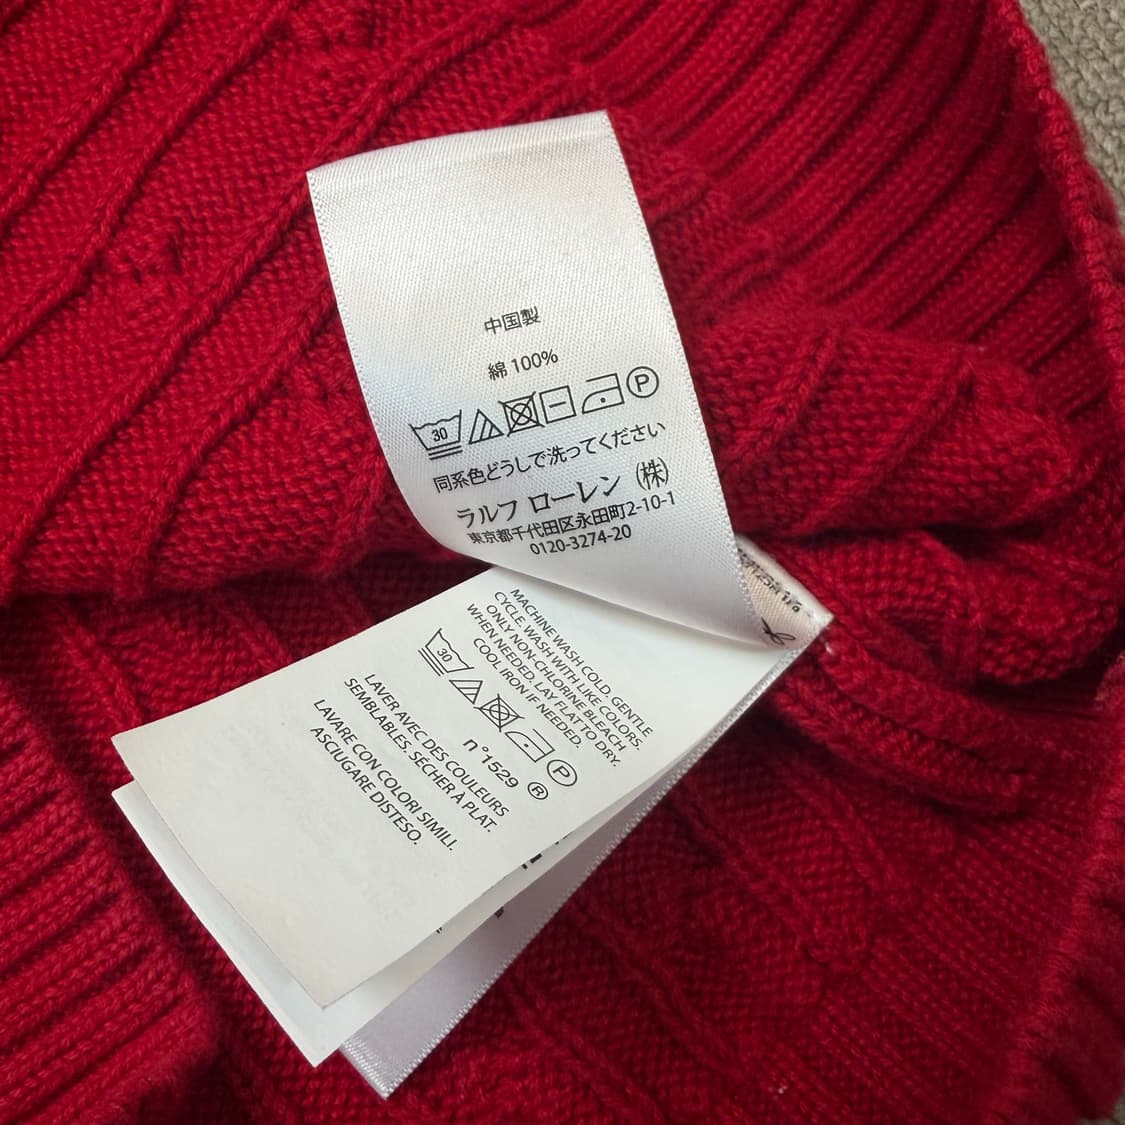 中国製
綿 100%
30
P
同系色どうしで洗ってください
ラルフ ローレン (株)
東京都千代田区永田町2-10-1
0120-3274-20
MACHINE WASH COLD. GENTLE
CYCLE. WASH WITH LIKE COLORS.
ONLY NON-CHLORINE BLEACH
WHEN NEEDED. LAY FLAT TO DRY.
COOL IRON IF NEEDED.
30
P
n°1529 ®
LAVER AVEC DES COULEURS
SEMBLABLES. SÉCHER À PLAT.
LAVARE CON COLORI SIMILI.
ASCIUGARE DISTESO.